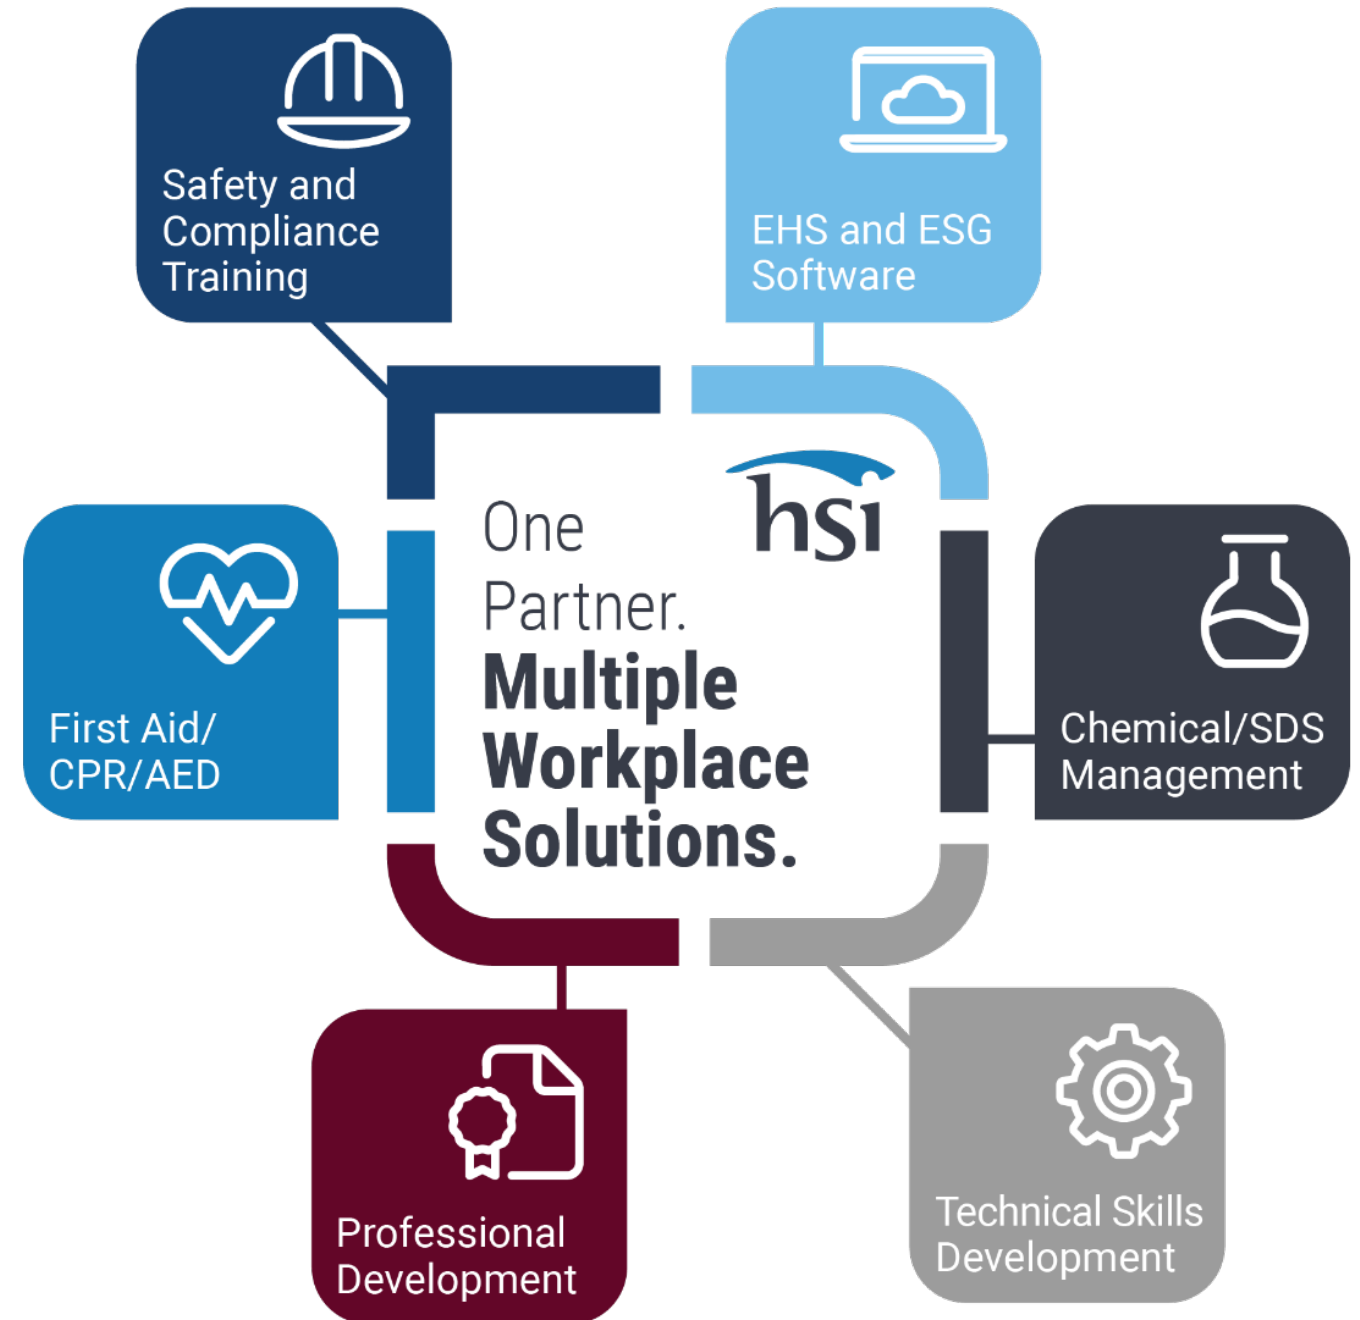 Safety and
Compliance
Training
EHS and ESG
Software
hsi
One
Partner.
Multiple
Workplace
Solutions.
First Aid/
CPR/AED
Chemical/SDS
Management
Professional
Development
Technical Skills
Development